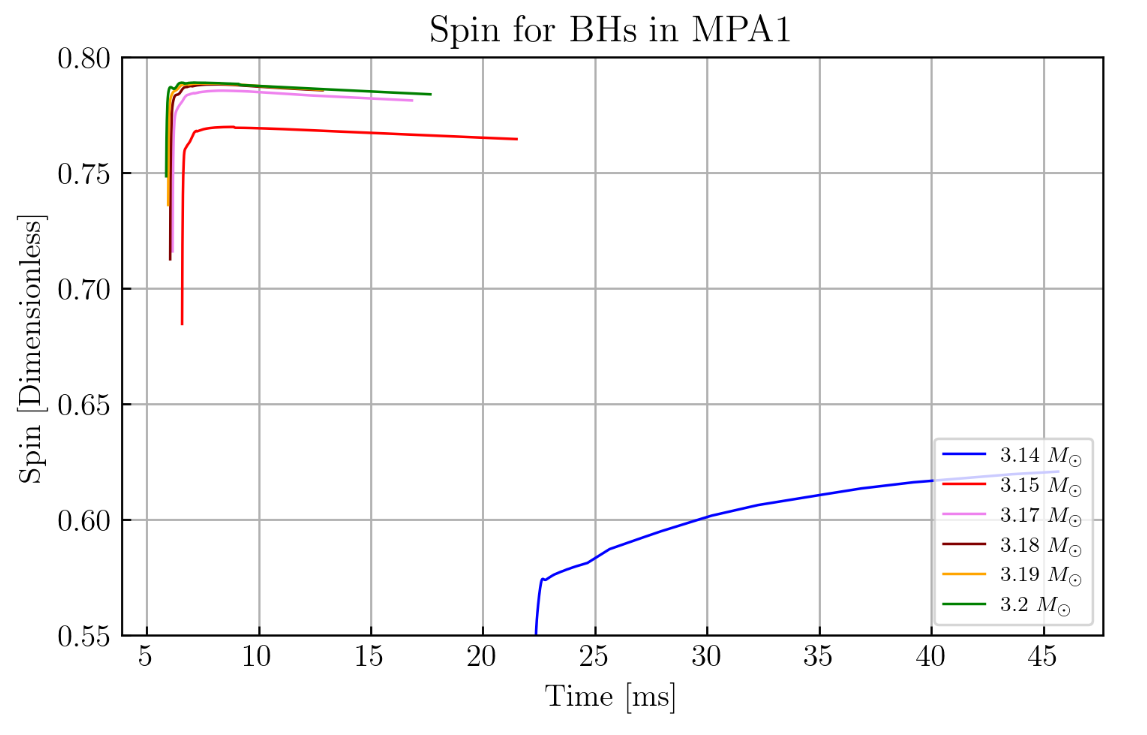 Spin for BHs in MPA1
Spin [Dimensionless]
0.80
0.75
0.70
0.65
0.60
0.55
5
10
15
20
25
30
35
40
45
Time [ms]
3.14 M☉
3.15 M☉
3.17 M☉
3.18 M☉
3.19 M☉
3.2 M☉